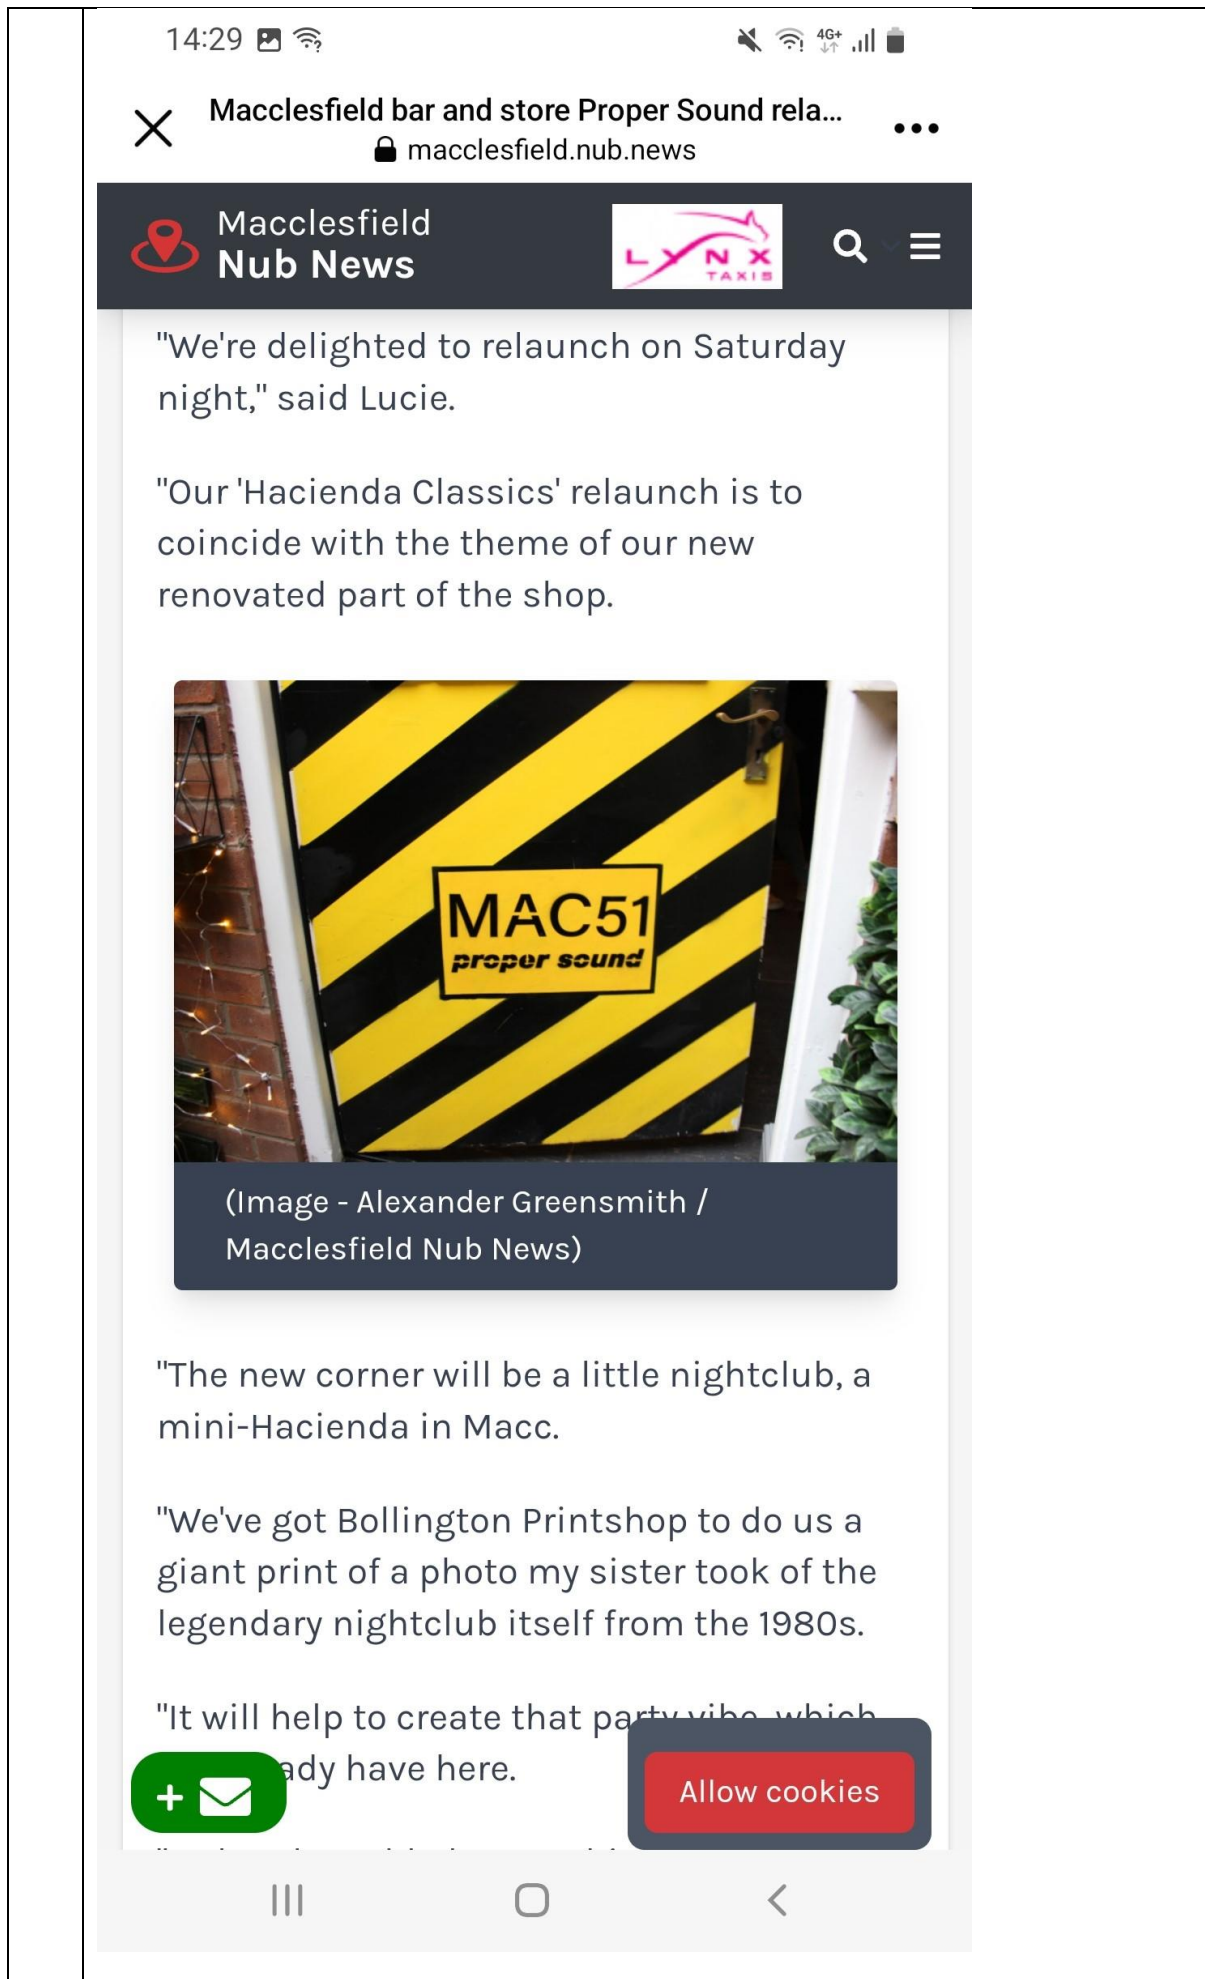 14:29
4G+
Macclesfield bar and store Proper Sound rela...
macclesfield.nub.news
Macclesfield
Nub News
LYNX
TAXIS
"We're delighted to relaunch on Saturday
night," said Lucie.
"Our 'Hacienda Classics' relaunch is to
coincide with the theme of our new
renovated part of the shop.
MAC51
proper sound
(Image - Alexander Greensmith /
Macclesfield Nub News)
"The new corner will be a little nightclub, a
mini-Hacienda in Macc.
"We've got Bollington Printshop to do us a
giant print of a photo my sister took of the
legendary nightclub itself from the 1980s.
"It will help to create that party vibe, which
have here.
Allow cookies